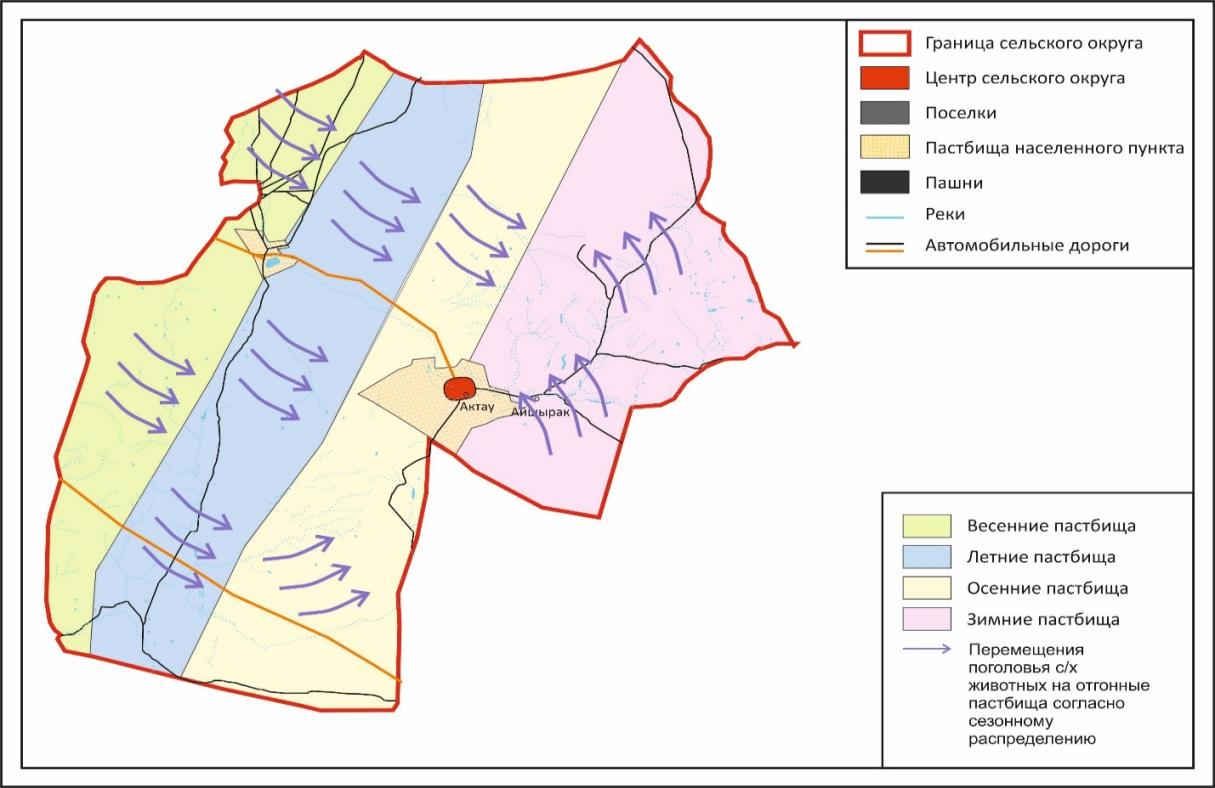 Граница сельского округа
Центр сельского округа
Поселки
Пастбища населенного пункта
Пашни
Реки
Автомобильные дороги
Актау
Айшырак
Весенние пастбища
Летние пастбища
Осенние пастбища
Зимние пастбища
Перемещения
поголовья с/х
животных на отгонные
пастбища согласно
сезонному
распределению